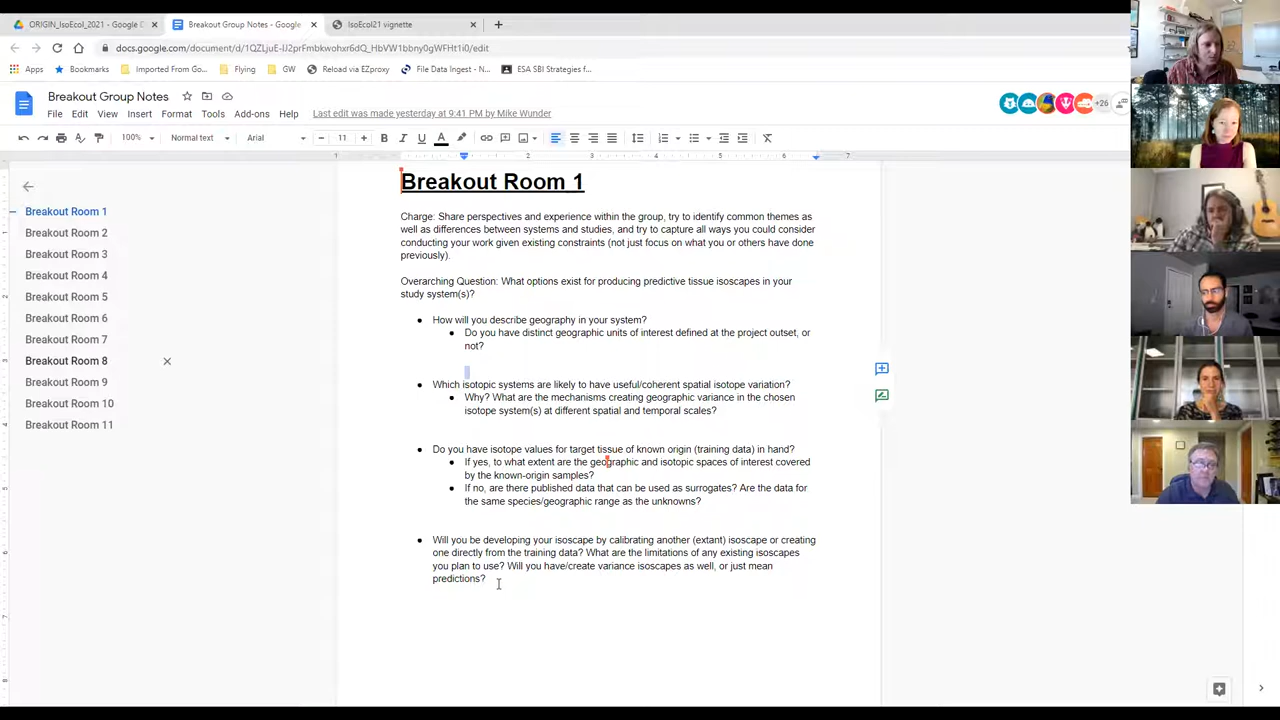 ORIGIN_IsoEcol_2021 - Google D
Breakout Group Notes - Google
IsoEcol21 vignette
docs.google.com/document/d/1QZLjuE-IJ2prFmbkwohxr6dQ_HbVW1bbny0gWFHt1i0/edit
Apps
Bookmarks
Imported From Go...
Flying
GW
Reload via EZproxy
File Data Ingest - N...
ESA SBI Strategies f...
Breakout Group Notes
File Edit View Insert Format Tools Add-ons Help
Last edit was made yesterday at 9:41 PM by Mike Wunder
+26
100%
Normal text
Arial
11
Breakout Room 1
Breakout Room 2
Breakout Room 3
Breakout Room 4
Breakout Room 5
Breakout Room 6
Breakout Room 7
Breakout Room 8
Breakout Room 9
Breakout Room 10
Breakout Room 11
Breakout Room 1
Charge: Share perspectives and experience within the group, try to identify common themes as
well as differences between systems and studies, and try to capture all ways you could consider
conducting your work given existing constraints (not just focus on what you or others have done
previously).
Overarching Question: What options exist for producing predictive tissue isoscapes in your
study system(s)?
How will you describe geography in your system?
Do you have distinct geographic units of interest defined at the project outset, or
not?
Which isotopic systems are likely to have useful/coherent spatial isotope variation?
Why? What are the mechanisms creating geographic variance in the chosen
isotope system(s) at different spatial and temporal scales?
Do you have isotope values for target tissue of known origin (training data) in hand?
If yes, to what extent are the geographic and isotopic spaces of interest covered
by the known-origin samples?
If no, are there published data that can be used as surrogates? Are the data for
the same species/geographic range as the unknowns?
Will you be developing your isoscape by calibrating another (extant) isoscape or creating
one directly from the training data? What are the limitations of any existing isoscapes
you plan to use? Will you have/create variance isoscapes as well, or just mean
predictions?